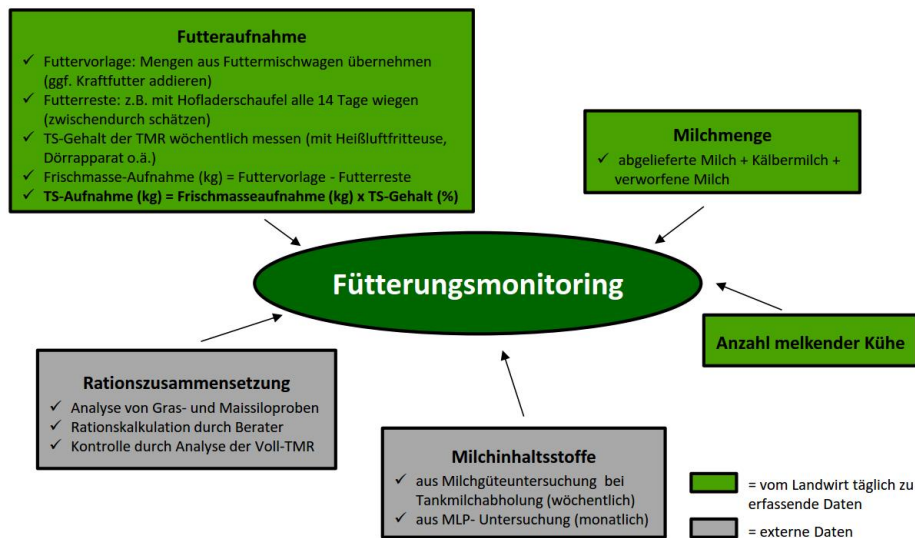 Futteraufnahme
✓ Futtervorlage: Mengen aus Futtermischwagen übernehmen
(ggf. Kraftfutter addieren)
✓ Futterreste: z.B. mit Hofladerschaufel alle 14 Tage wiegen
(zwischendurch schätzen)
✓ TS-Gehalt der TMR wöchentlich messen (mit Heißluftfritteuse,
Dörrapparat o.ä.)
✓ Frischmasse-Aufnahme (kg) = Futtervorlage - Futterreste
✓ TS-Aufnahme (kg) = Frischmasseaufnahme (kg) x TS-Gehalt (%)
Milchmenge
✓ abgelieferte Milch + Kälbermilch +
verworfene Milch
Fütterungsmonitoring
Anzahl melkender Kühe
Rationszusammensetzung
✓ Analyse von Gras- und Maissiloproben
✓ Rationskalkulation durch Berater
✓ Kontrolle durch Analyse der Voll-TMR
Milchinhaltsstoffe
✓ aus Milchgüteuntersuchung bei
Tankmilchabholung (wöchentlich)
✓ aus MLP- Untersuchung (monatlich)
= vom Landwirt täglich zu
erfassende Daten
= externe Daten